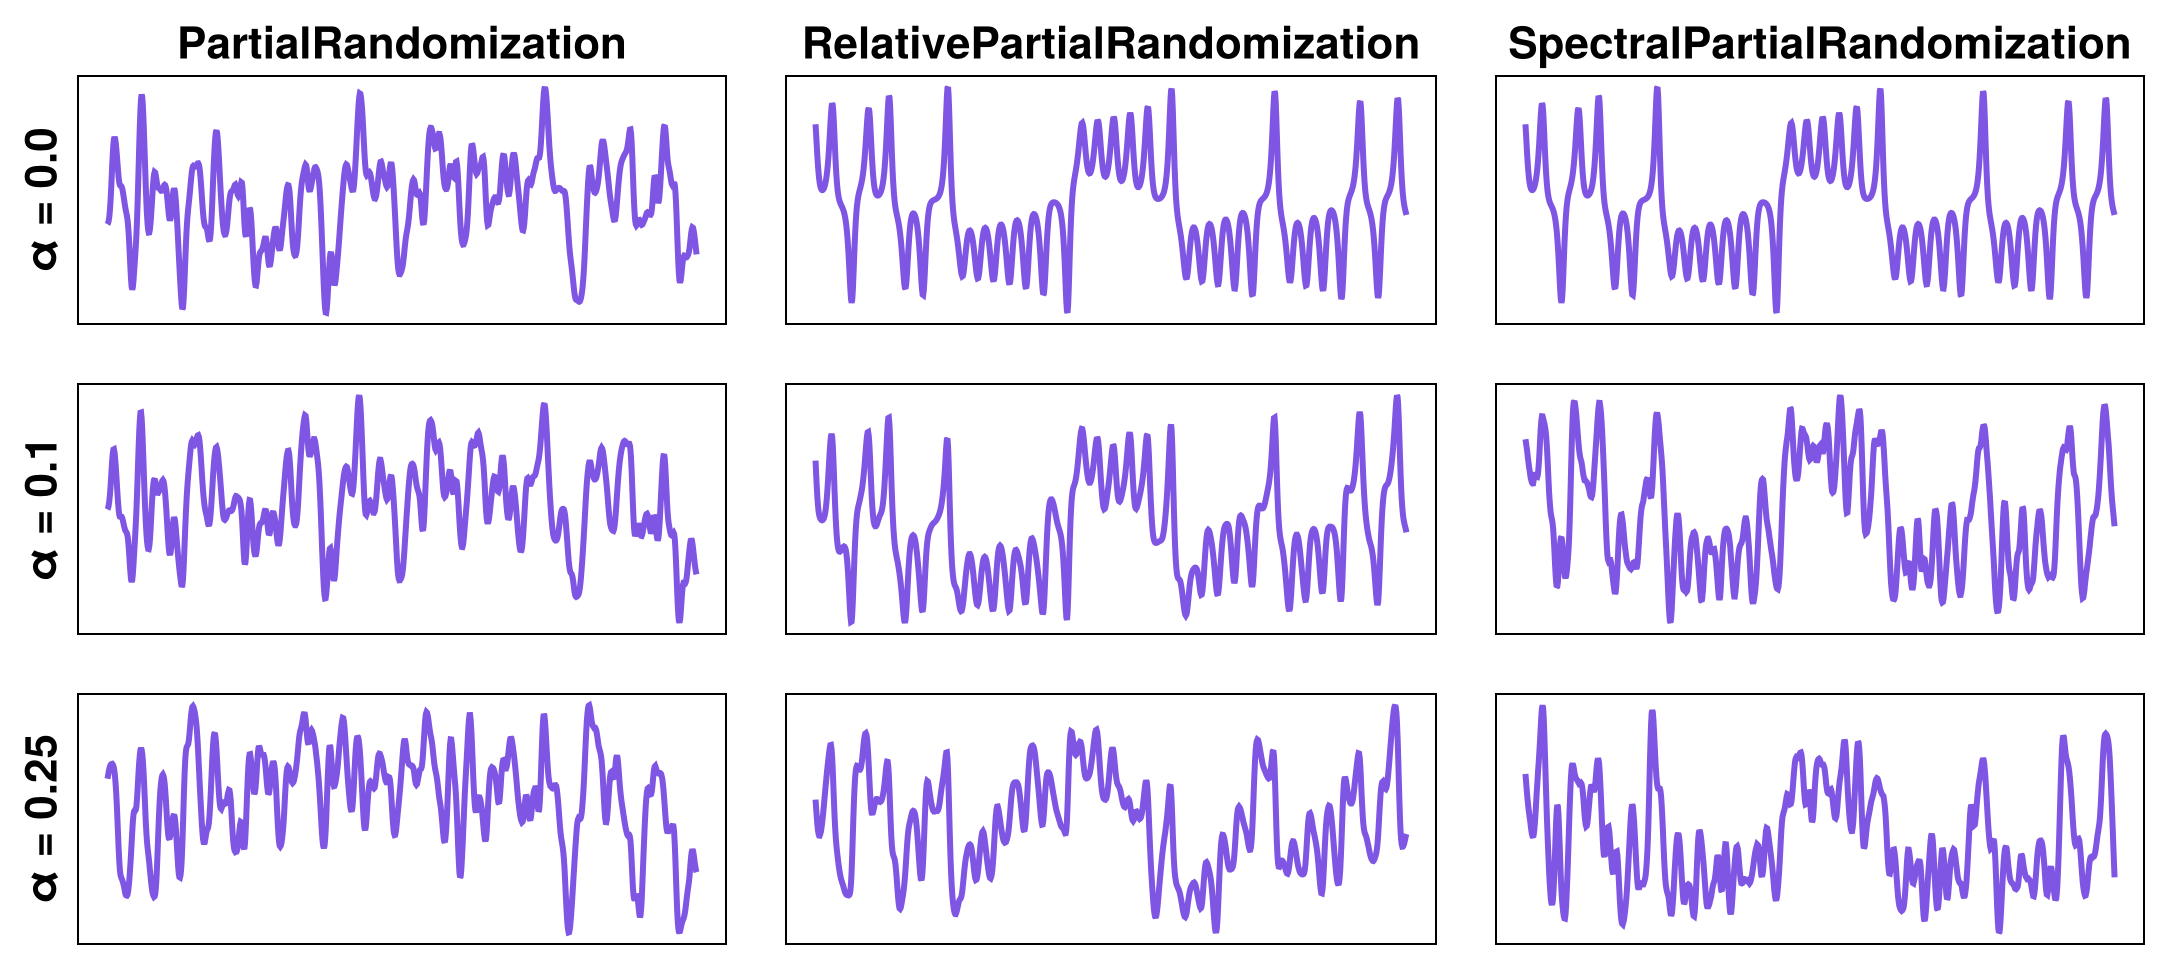 PartialRandomization RelativePartialRandomization SpectralPartialRandomization
α = 0.0
α = 0.1
α = 0.25